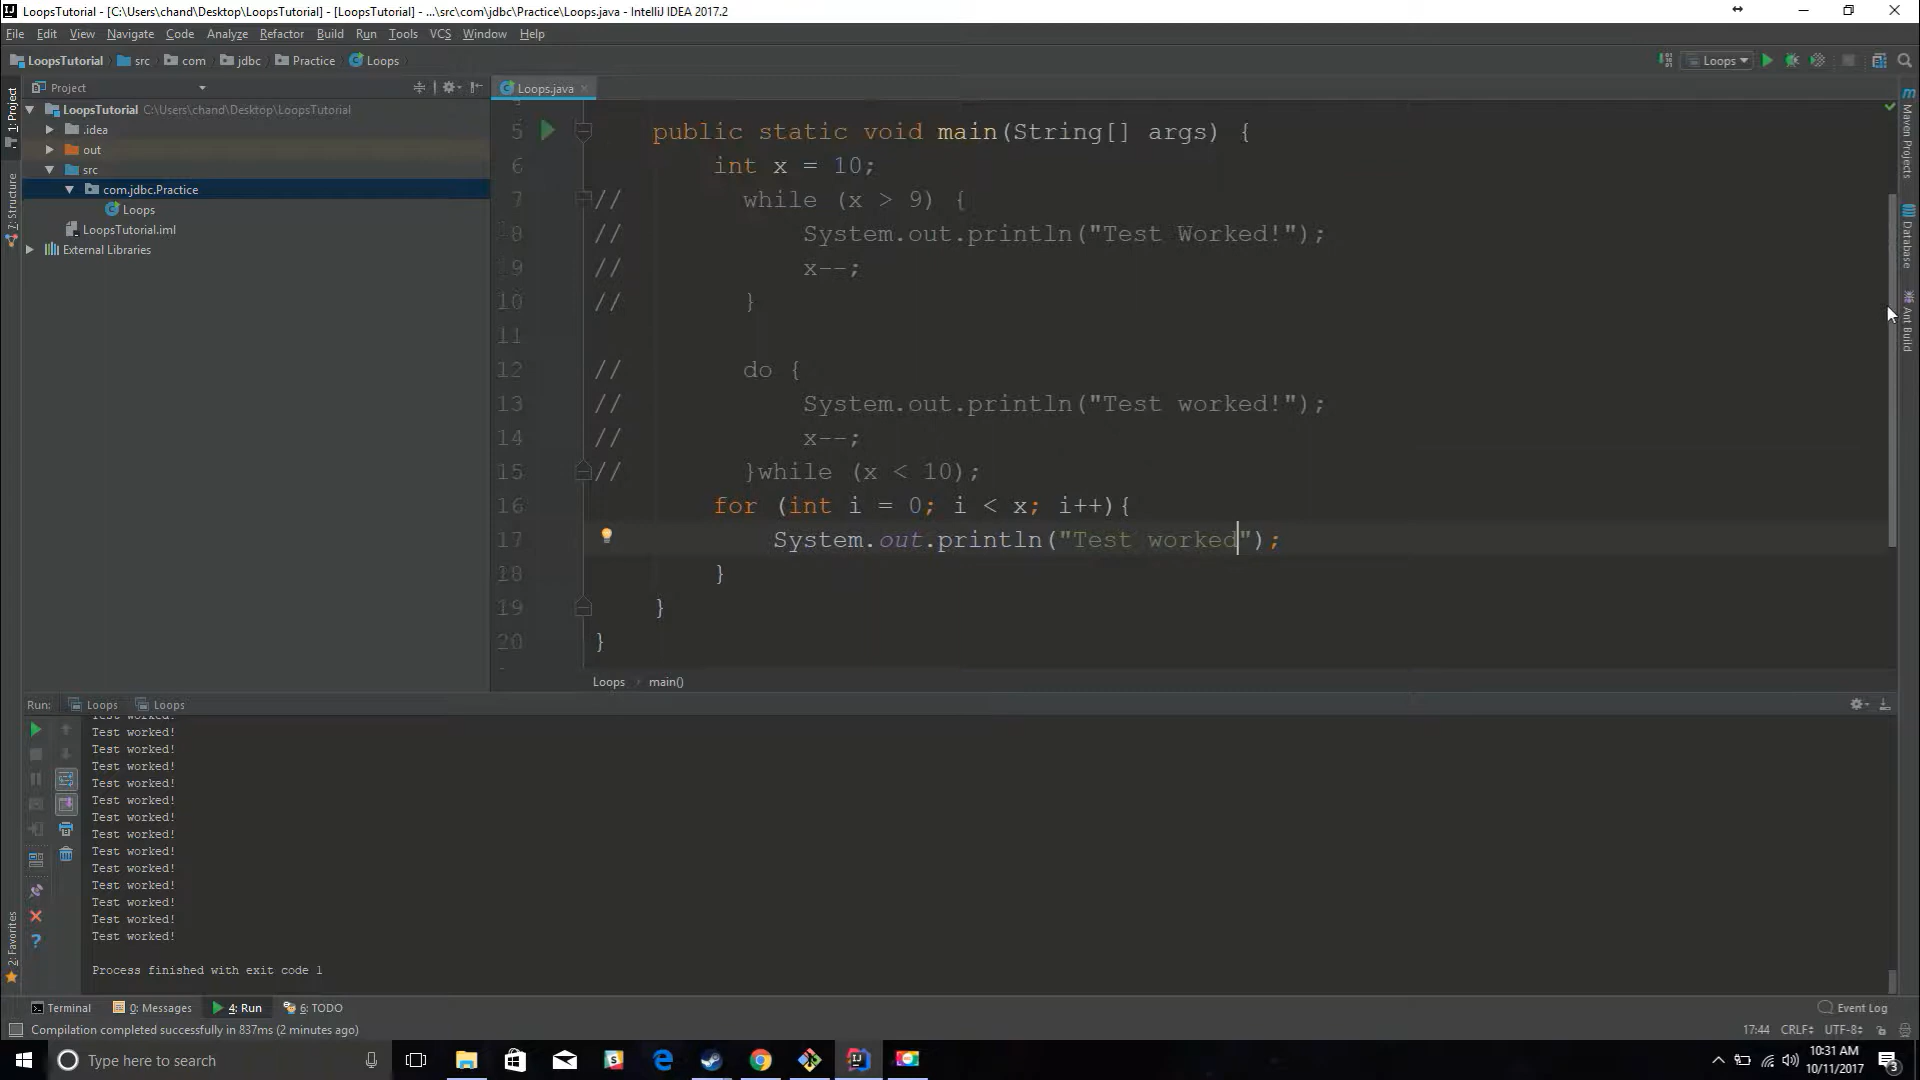 LoopsTutorial - [C:\Users\chand\Desktop\LoopsTutorial] - [LoopsTutorial] - ...\src\com\jdbc\Practice\Loops.java - IntelliJ IDEA 2017.2
File Edit View Navigate Code Analyze Refactor Build Run Tools VCS Window Help
LoopsTutorial src com jdbc Practice Loops
Loops
Project
Loops.java
1: Project
7: Structure
2: Favorites
LoopsTutorial C:\Users\chand\Desktop\LoopsTutorial
.idea
out
src
com.jdbc.Practice
Loops
LoopsTutorial.iml
External Libraries
5 public static void main(String[] args) {
6 int x = 10;
7 // while (x > 9) {
8 // System.out.println("Test Worked!");
9 // x--;
10 // }
11
12 // do {
13 // System.out.println("Test worked!");
14 // x--;
15 // }while (x < 10);
16 for (int i = 0; i < x; i++){
17 System.out.println("Test worked");
18 }
19 }
20 }
Loops main()
Maven Projects
Database
Ant Build
Run: Loops Loops
Test worked!
Test worked!
Test worked!
Test worked!
Test worked!
Test worked!
Test worked!
Test worked!
Test worked!
Test worked!
Test worked!
Test worked!
Test worked!
Test worked!
Process finished with exit code 1
Terminal 0: Messages 4: Run 6: TODO Event Log
Compilation completed successfully in 837ms (2 minutes ago) 17:44 CRLF UTF-8
Type here to search
10:31 AM
10/11/2017
3